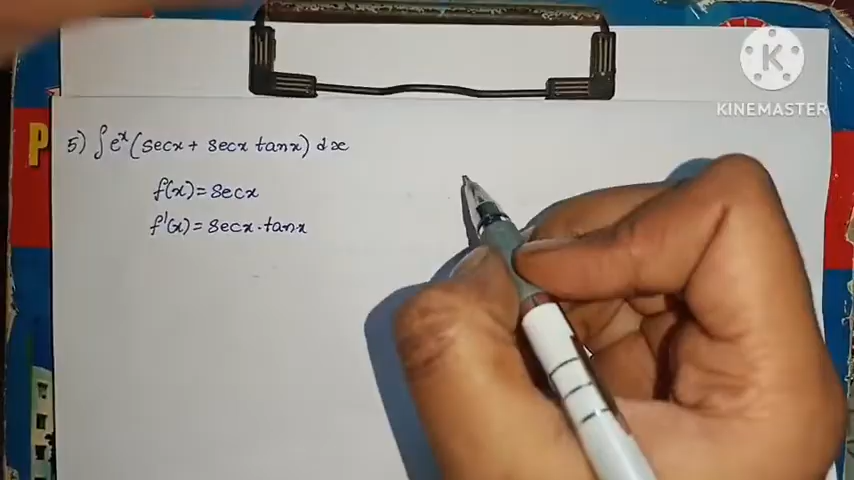 5) ∫ eˣ (secx + secx tanx) dx
f(x) = secx
f'(x) = secx · tanx
K
KINEMASTER
P